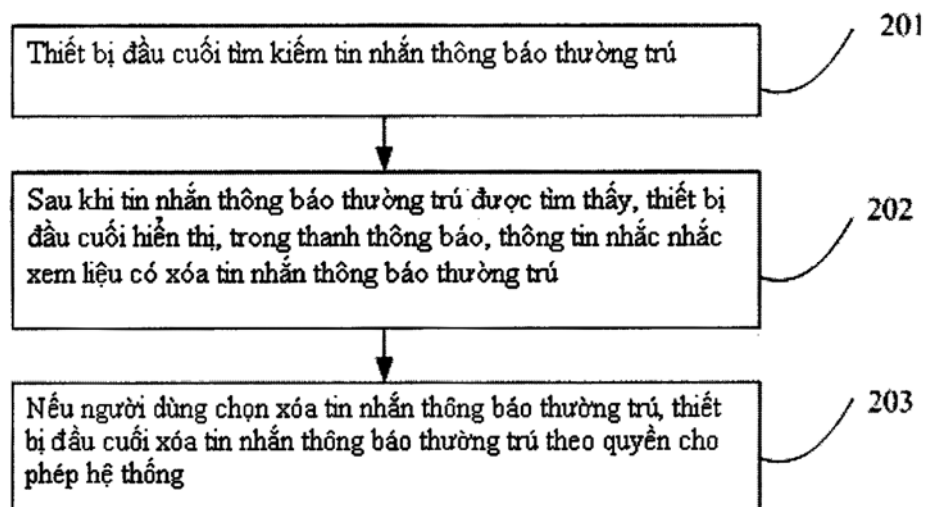 201
Thiết bị đầu cuối tìm kiếm tin nhắn thông báo thường trú
202
Sau khi tin nhắn thông báo thường trú được tìm thấy, thiết bị
đầu cuối hiển thị, trong thanh thông báo, thông tin nhắc nhắc
xem liệu có xóa tin nhắn thông báo thường trú
203
Nếu người dùng chọn xóa tin nhắn thông báo thường trú, thiết
bị đầu cuối xóa tin nhắn thông báo thường trú theo quyền cho
phép hệ thống